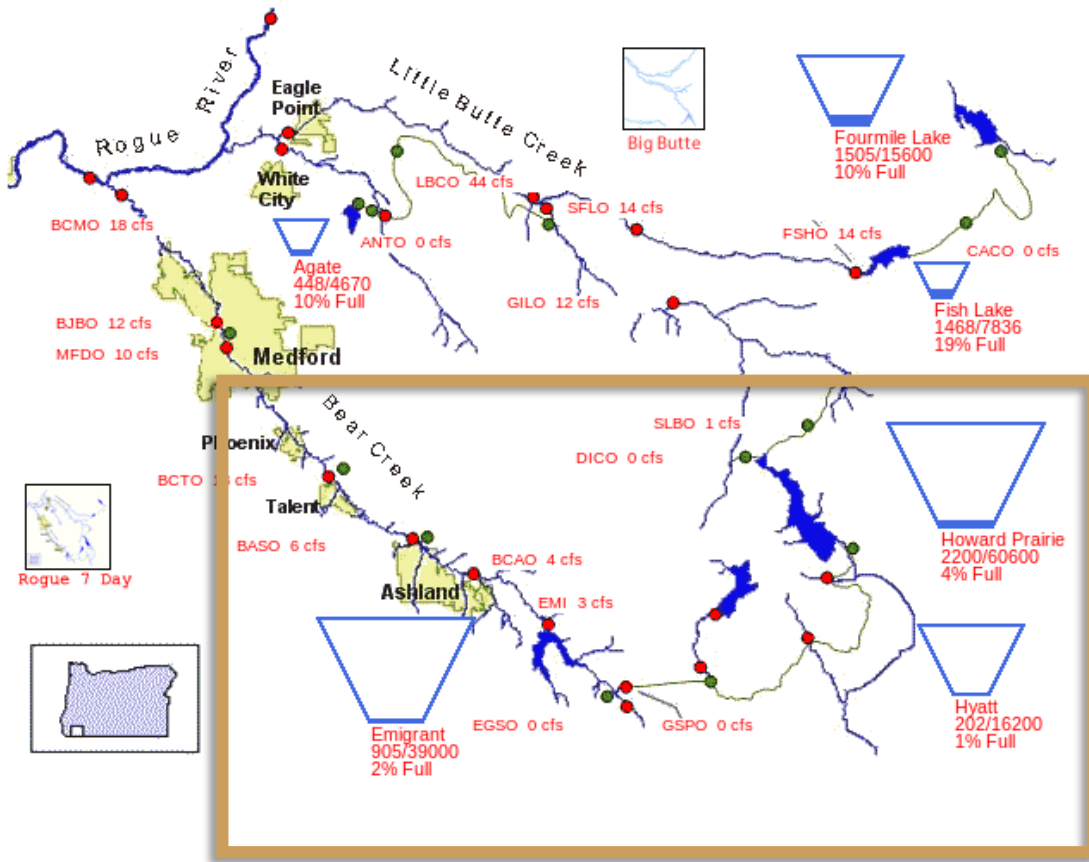 Rogue River
Eagle
Point
Little Butte Creek
Big Butte
Fourmile Lake
1505/15600
10% Full
White
City
LBCO 44 cfs
SFLO 14 cfs
BCMO 18 cfs
ANTO 0 cfs
FSHO 14 cfs
CACO 0 cfs
Agate
448/4670
10% Full
GILO 12 cfs
Fish Lake
1468/7836
19% Full
BJBO 12 cfs
MFDO 10 cfs
Medford
Bear Creek
SLBO 1 cfs
Phoenix
DICO 0 cfs
BCTO cfs
Talent
Howard Prairie
2200/60600
4% Full
BASO 6 cfs
BCAO 4 cfs
Rogue 7 Day
Ashland
EMI 3 cfs
Hyatt
202/16200
1% Full
EGSO 0 cfs
GSPO 0 cfs
Emigrant
905/39000
2% Full